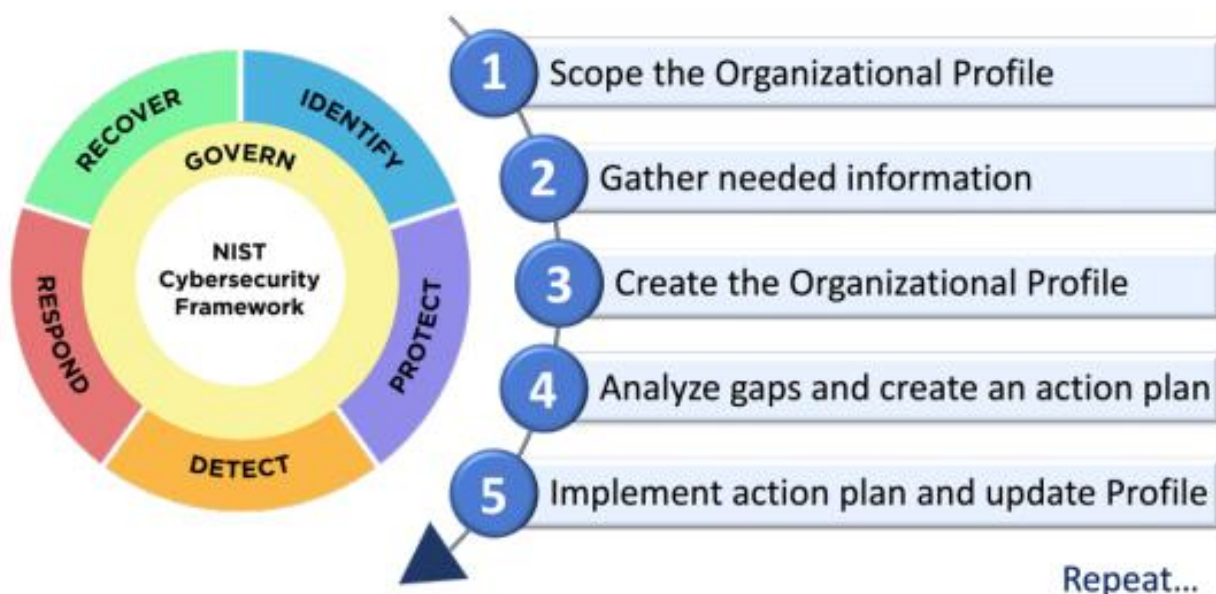 RECOVER
IDENTIFY
GOVERN
NIST
Cybersecurity
Framework
RESPOND
PROTECT
DETECT
1 Scope the Organizational Profile
2 Gather needed information
3 Create the Organizational Profile
4 Analyze gaps and create an action plan
5 Implement action plan and update Profile
Repeat...